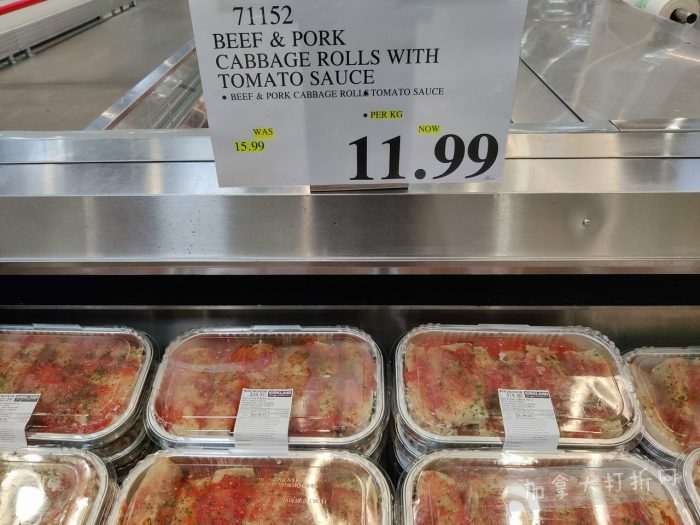 71152
BEEF & PORK
CABBAGE ROLLS WITH
TOMATO SAUCE
• BEEF & PORK CABBAGE ROLLS TOMATO SAUCE
• PER KG
WAS
15.99
NOW
11.99
加拿大打折网